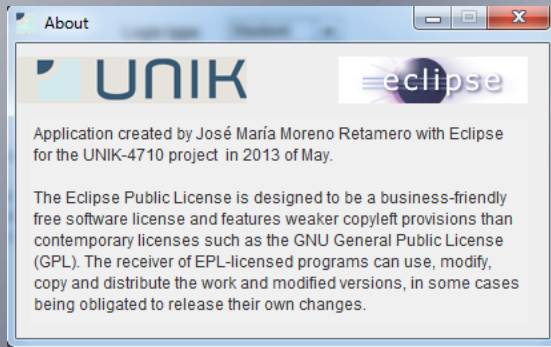 About
UNIK
eclipse
Application created by José María Moreno Retamero with Eclipse
for the UNIK-4710 project in 2013 of May.
The Eclipse Public License is designed to be a business-friendly
free software license and features weaker copyleft provisions than
contemporary licenses such as the GNU General Public License
(GPL). The receiver of EPL-licensed programs can use, modify,
copy and distribute the work and modified versions, in some cases
being obligated to release their own changes.